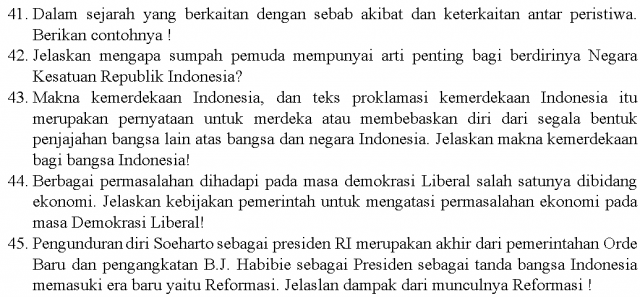 41. Dalam sejarah yang berkaitan dengan sebab akibat dan keterkaitan antar peristiwa.
Berikan contohnya !
42. Jelaskan mengapa sumpah pemuda mempunyai arti penting bagi berdirinya Negara
Kesatuan Republik Indonesia?
43. Makna kemerdekaan Indonesia, dan teks proklamasi kemerdekaan Indonesia itu
merupakan pernyataan untuk merdeka atau membebaskan diri dari segala bentuk
penjajahan bangsa lain atas bangsa dan negara Indonesia. Jelaskan makna kemerdekaan
bagi bangsa Indonesia!
44. Berbagai permasalahan dihadapi pada masa demokrasi Liberal salah satunya dibidang
ekonomi. Jelaskan kebijakan pemerintah untuk mengatasi permasalahan ekonomi pada
masa Demokrasi Liberal!
45. Pengunduran diri Soeharto sebagai presiden RI merupakan akhir dari pemerintahan Orde
Baru dan pengangkatan B.J. Habibie sebagai Presiden sebagai tanda bangsa Indonesia
memasuki era baru yaitu Reformasi. Jelaslan dampak dari munculnya Reformasi !